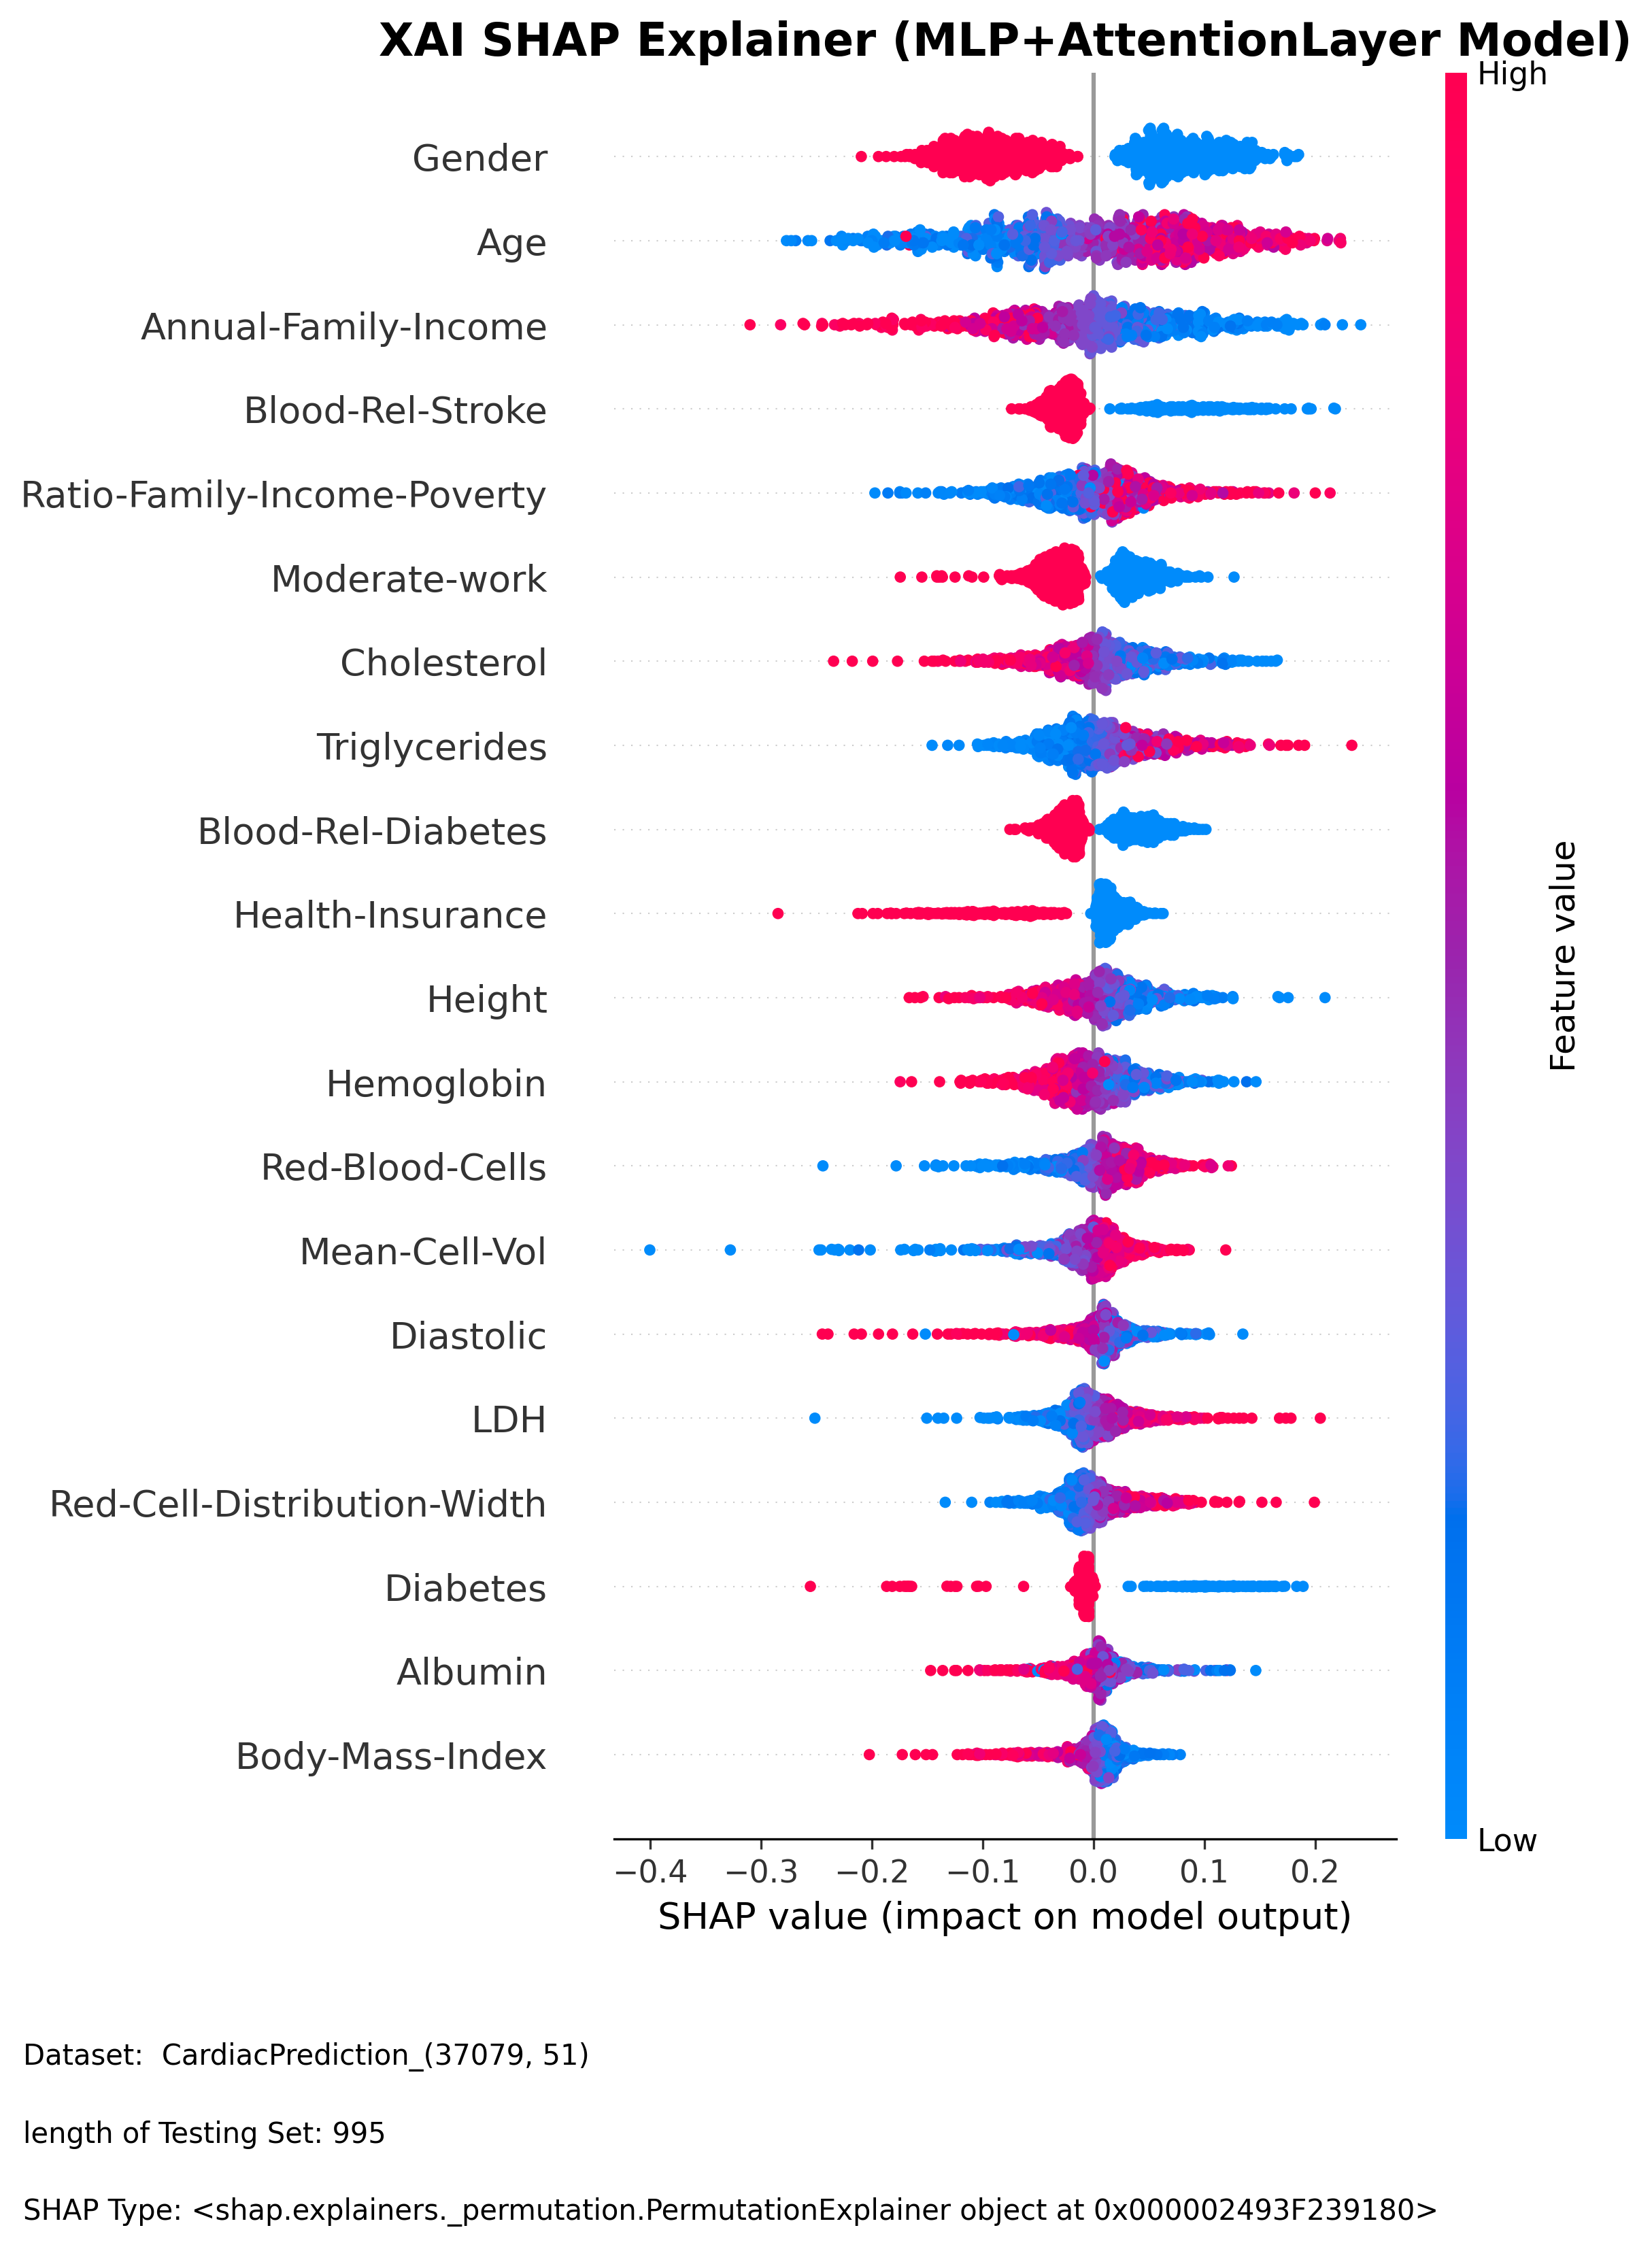 XAI SHAP Explainer (MLP+AttentionLayer Model)
High
Gender
Age
Annual-Family-Income
Blood-Rel-Stroke
Ratio-Family-Income-Poverty
Moderate-work
Cholesterol
Triglycerides
Blood-Rel-Diabetes
Health-Insurance
Height
Hemoglobin
Red-Blood-Cells
Mean-Cell-Vol
Diastolic
LDH
Red-Cell-Distribution-Width
Diabetes
Albumin
Body-Mass-Index
Feature value
Low
−0.4 −0.3 −0.2 −0.1 0.0 0.1 0.2
SHAP value (impact on model output)
Dataset:  CardiacPrediction_(37079, 51)
length of Testing Set: 995
SHAP Type: <shap.explainers._permutation.PermutationExplainer object at 0x000002493F239180>